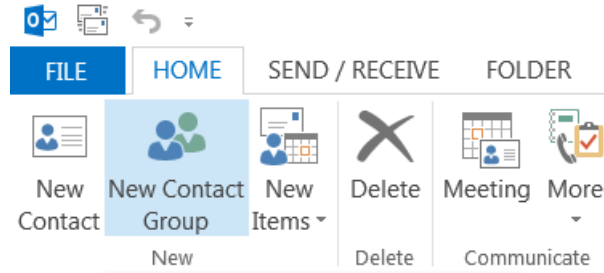 FILE HOME SEND / RECEIVE FOLDER
New Contact
New Contact Group
New Items
Delete
Meeting
More
New Delete Communicate